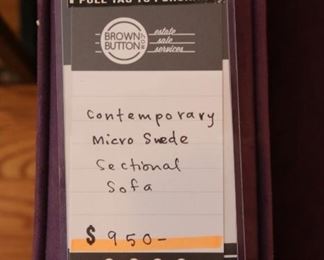 PULL TAG TO PURCHASE
BROWN
BUTTON
estate
sale
services
Contemporary
Micro Suede
Sectional
Sofa
$ 950-